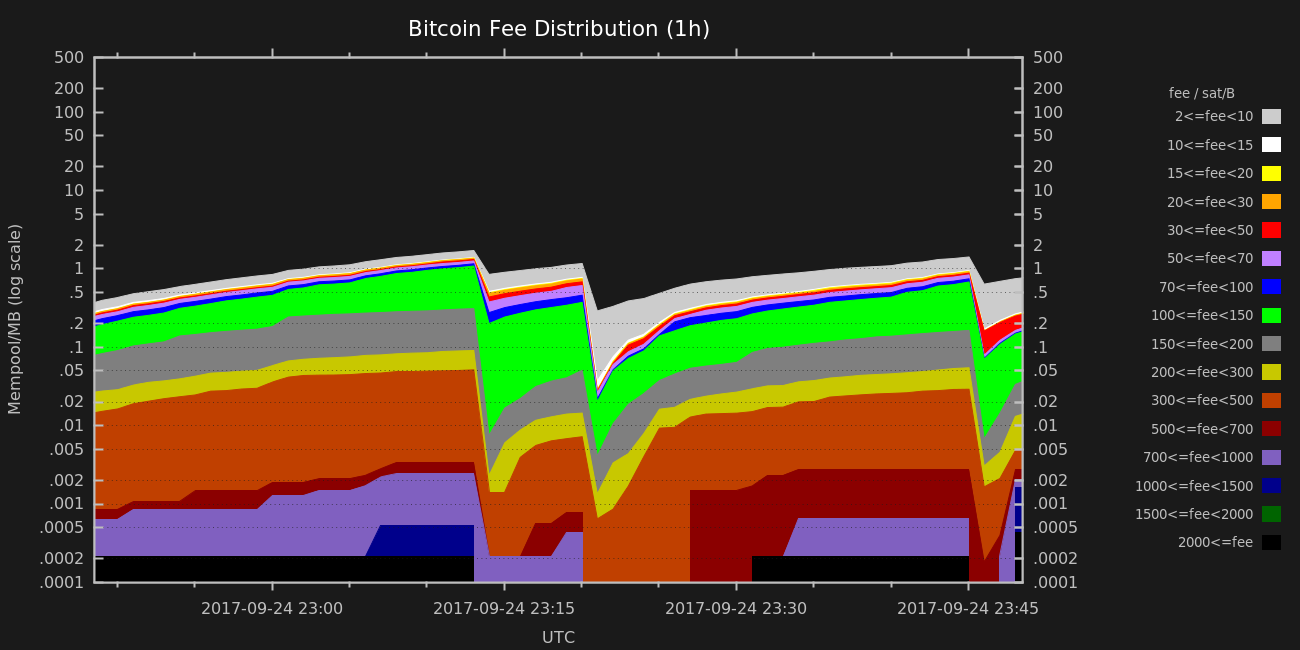 Bitcoin Fee Distribution (1h)
Mempool/MB (log scale)
500
200
100
50
20
10
5
2
1
.5
.2
.1
.05
.02
.01
.005
.002
.001
.0005
.0002
.0001
500
200
100
50
20
10
5
2
1
.5
.2
.1
.05
.02
.01
.005
.002
.001
.0005
.0002
.0001
2017-09-24 23:00 2017-09-24 23:15 2017-09-24 23:30 2017-09-24 23:45
UTC
fee / sat/B
2<=fee<10
10<=fee<15
15<=fee<20
20<=fee<30
30<=fee<50
50<=fee<70
70<=fee<100
100<=fee<150
150<=fee<200
200<=fee<300
300<=fee<500
500<=fee<700
700<=fee<1000
1000<=fee<1500
1500<=fee<2000
2000<=fee